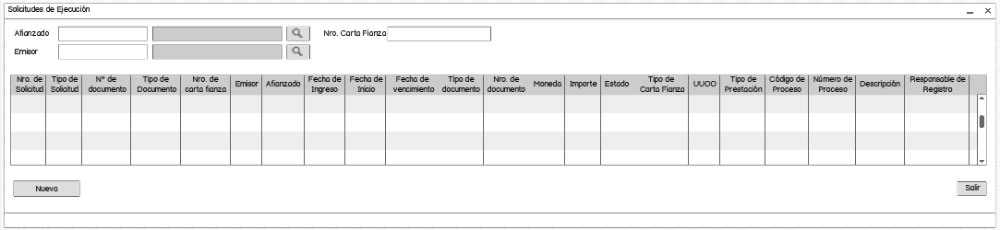 Solicitudes de Ejecución
Afianzado
Nro. Carta Fianza
Emisor
Nro. de Solicitud
Tipo de Solicitud
N° de documento
Tipo de Documento
Nro. de carta fianza
Emisor
Afianzado
Fecha de Ingreso
Fecha de Inicio
Fecha de vencimiento
Tipo de documento
Nro. de documento
Moneda
Importe
Estado
Tipo de Carta Fianza
UUOO
Tipo de Prestación
Código de Proceso
Número de Proceso
Descripción
Responsable de Registro
Nueva
Salir